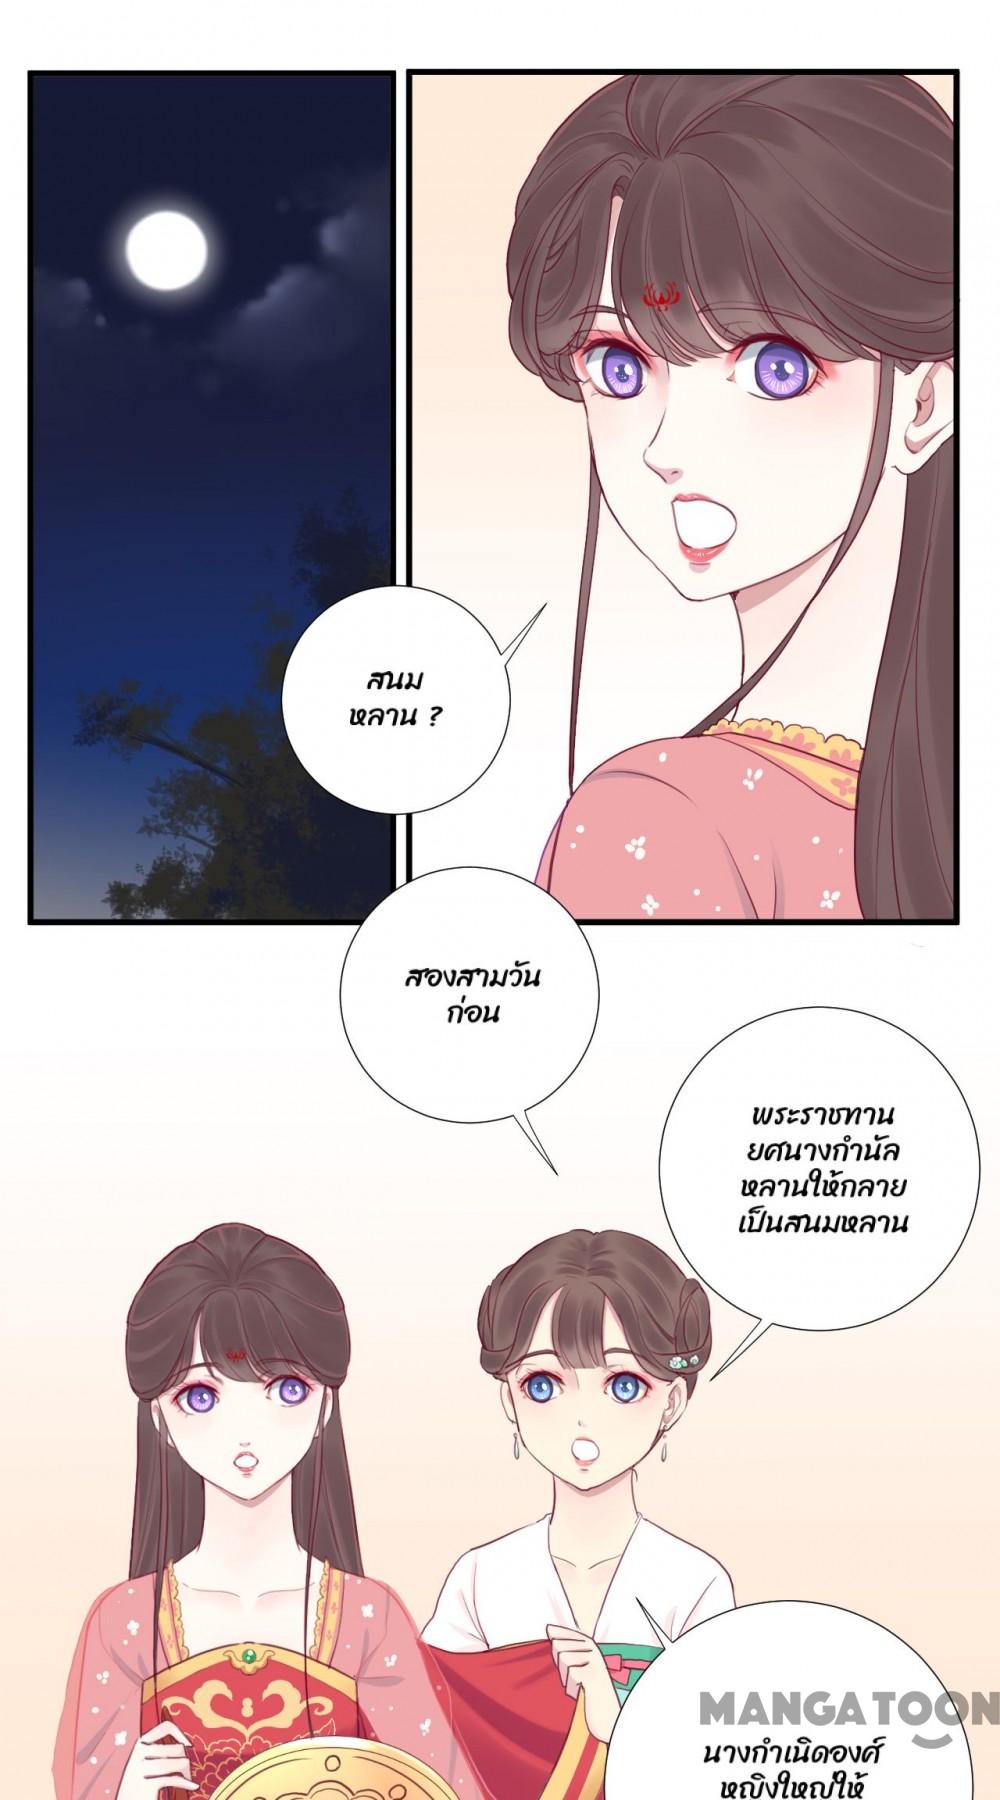 สนม
หลาน ?
สองสามวัน
ก่อน
พระราชทาน
ยศนางกำนัล
หลานให้กลาย
เป็นสนมหลาน
MANGATOON
นางกำเนิดองค์
หญิงใหญ่ให้